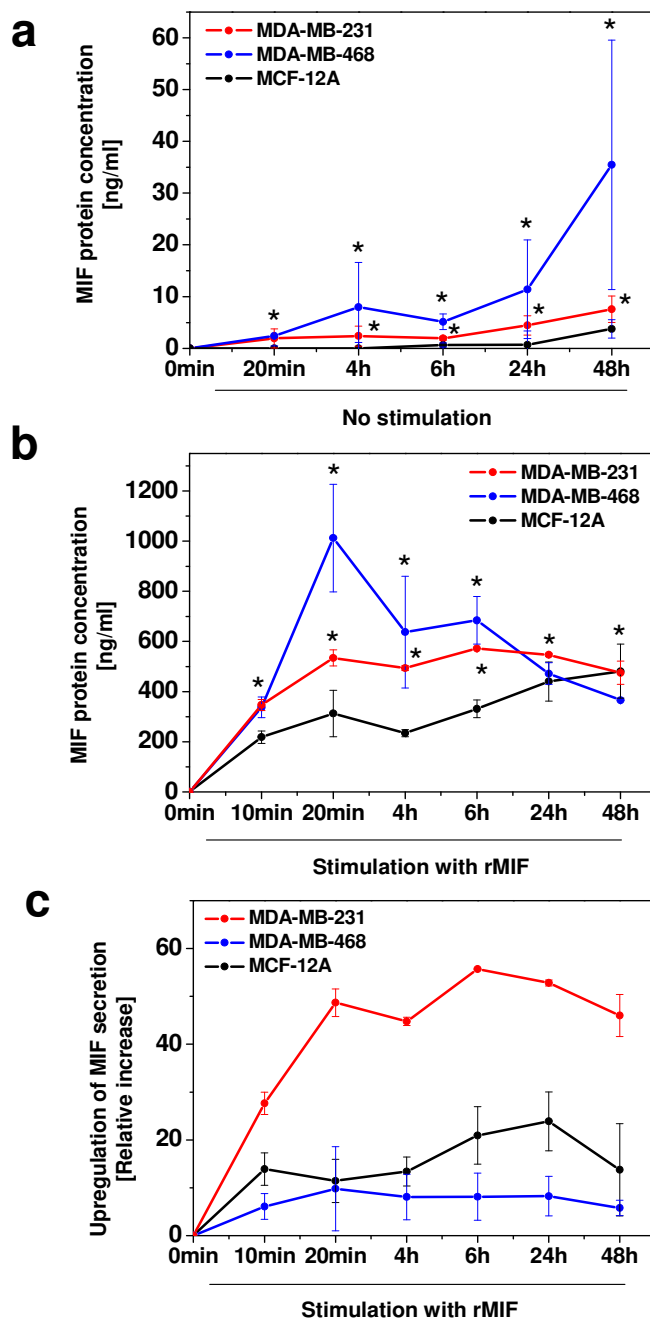 a
MIF protein concentration
[ng/ml]
60
50
40
30
20
10
0
MDA-MB-231
MDA-MB-468
MCF-12A
*
*
*
*
*
*
*
*
*
0min 20min 4h 6h 24h 48h
No stimulation
b
MIF protein concentration
[ng/ml]
1200
1000
800
600
400
200
0
MDA-MB-231
MDA-MB-468
MCF-12A
*
*
*
*
*
*
*
*
*
0min 10min 20min 4h 6h 24h 48h
Stimulation with rMIF
c
Upregulation of MIF secretion
[Relative increase]
60
40
20
0
MDA-MB-231
MDA-MB-468
MCF-12A
0min 10min 20min 4h 6h 24h 48h
Stimulation with rMIF